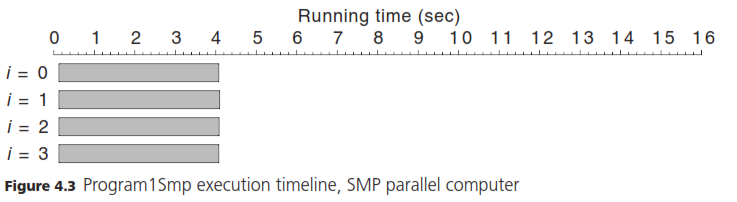 Running time (sec)
0 1 2 3 4 5 6 7 8 9 10 11 12 13 14 15 16
i = 0
i = 1
i = 2
i = 3
Figure 4.3 Program1Smp execution timeline, SMP parallel computer